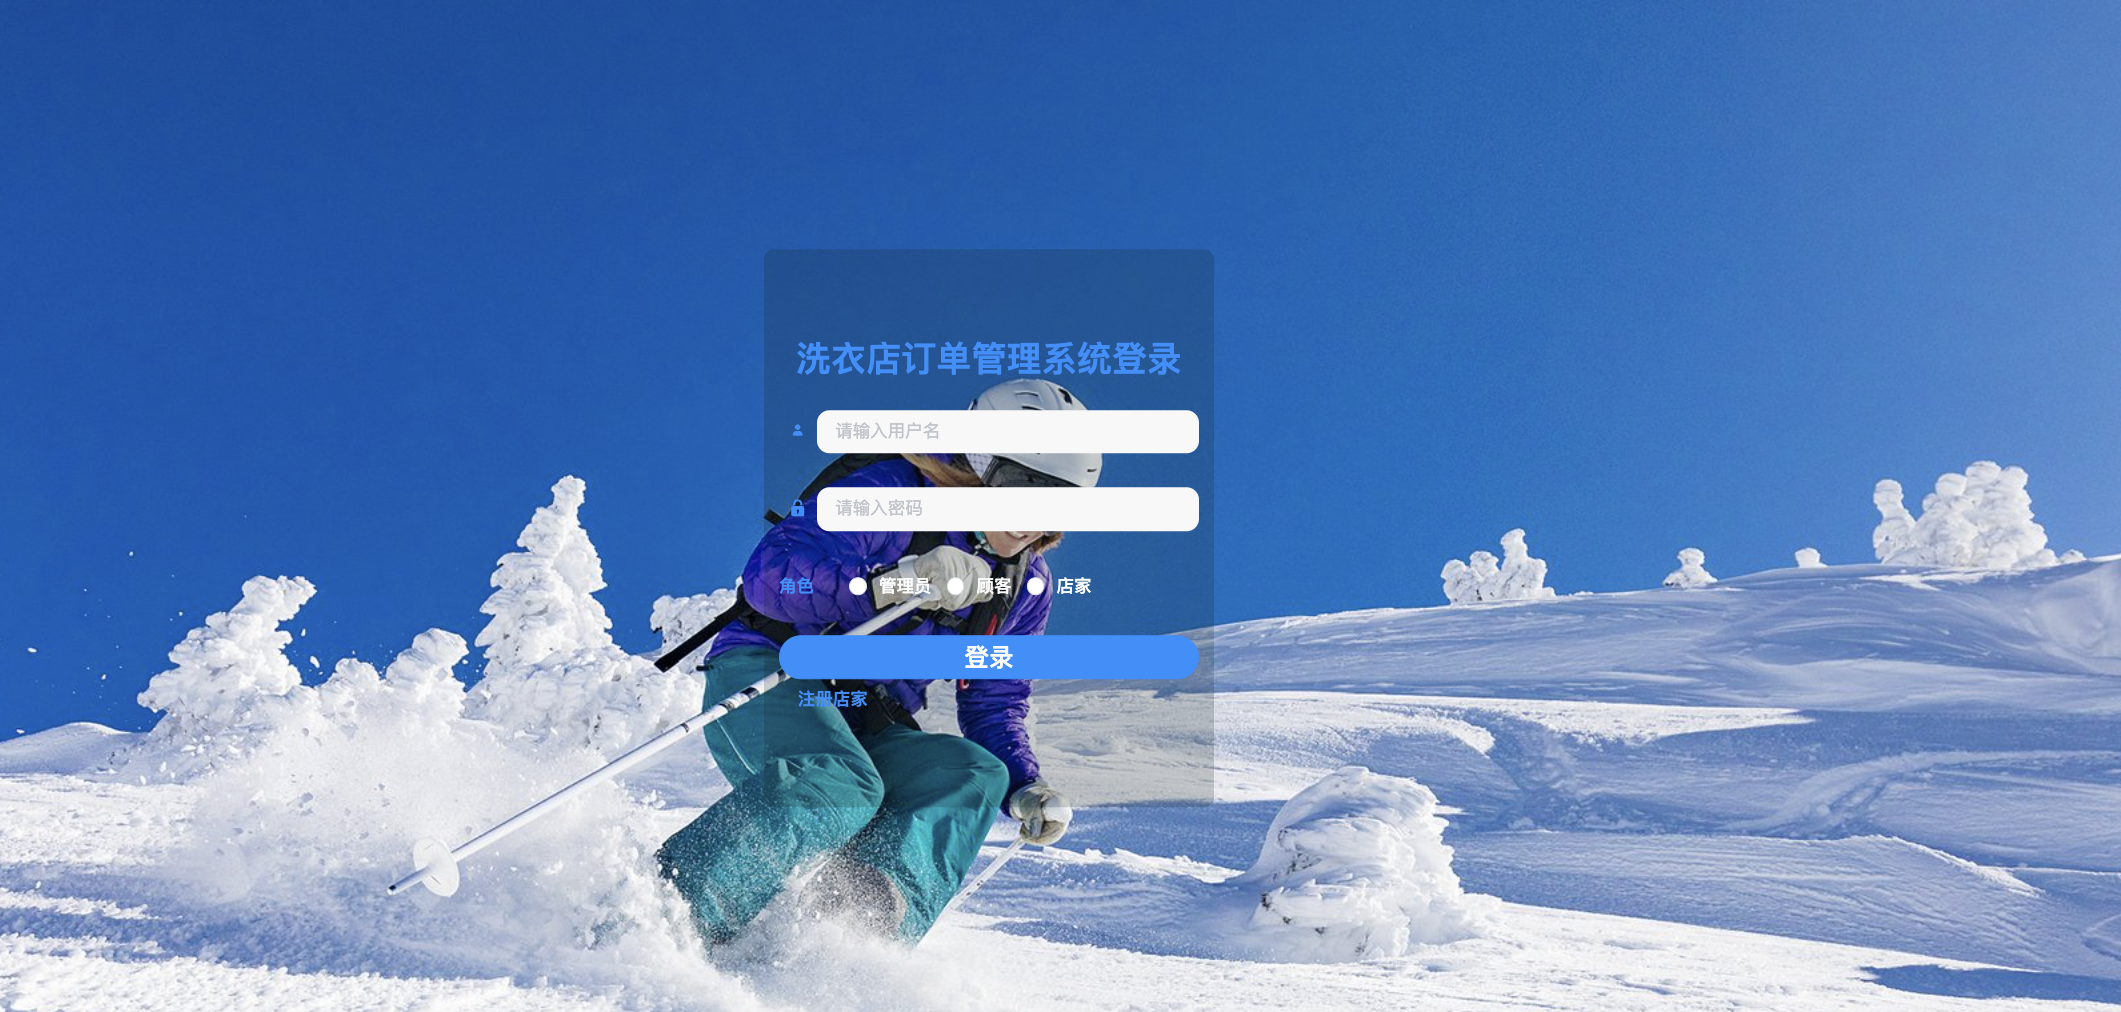 洗衣店订单管理系统登录
请输入用户名
请输入密码
角色 管理员 顾客 店家
登录
注册店家